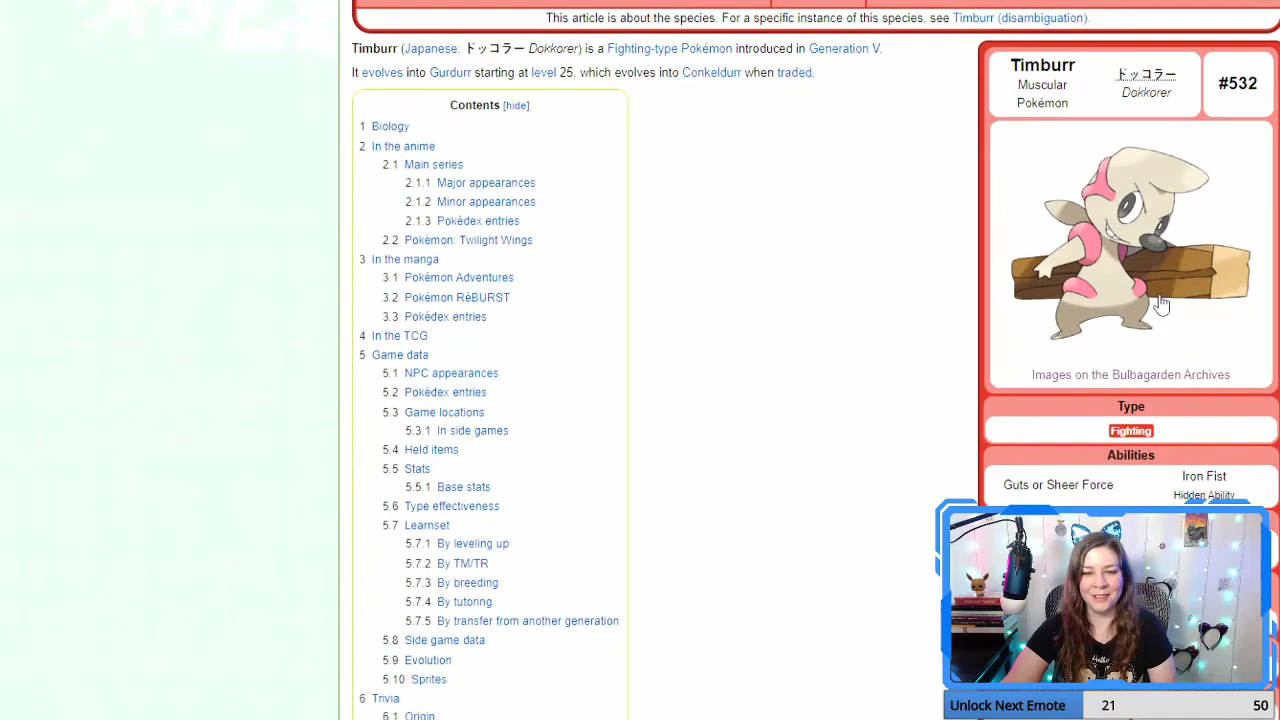 This article is about the species. For a specific instance of this species, see Timburr (disambiguation).
Timburr (Japanese: ドッコラー Dokkorer) is a Fighting-type Pokémon introduced in Generation V.
It evolves into Gurdurr starting at level 25, which evolves into Conkeldurr when traded.
Contents [hide]
1 Biology
2 In the anime
2.1 Main series
2.1.1 Major appearances
2.1.2 Minor appearances
2.1.3 Pokédex entries
2.2 Pokémon: Twilight Wings
3 In the manga
3.1 Pokémon Adventures
3.2 Pokémon RéBURST
3.3 Pokédex entries
4 In the TCG
5 Game data
5.1 NPC appearances
5.2 Pokédex entries
5.3 Game locations
5.3.1 In side games
5.4 Held items
5.5 Stats
5.5.1 Base stats
5.6 Type effectiveness
5.7 Learnset
5.7.1 By leveling up
5.7.2 By TM/TR
5.7.3 By breeding
5.7.4 By tutoring
5.7.5 By transfer from another generation
5.8 Side game data
5.9 Evolution
5.10 Sprites
6 Trivia
6.1 Origin
Timburr
Muscular
Pokémon
ドッコラー
Dokkorer
#532
Images on the Bulbagarden Archives
Type
Fighting
Abilities
Guts or Sheer Force
Iron Fist
Hidden Ability
Unlock Next Emote 21 50